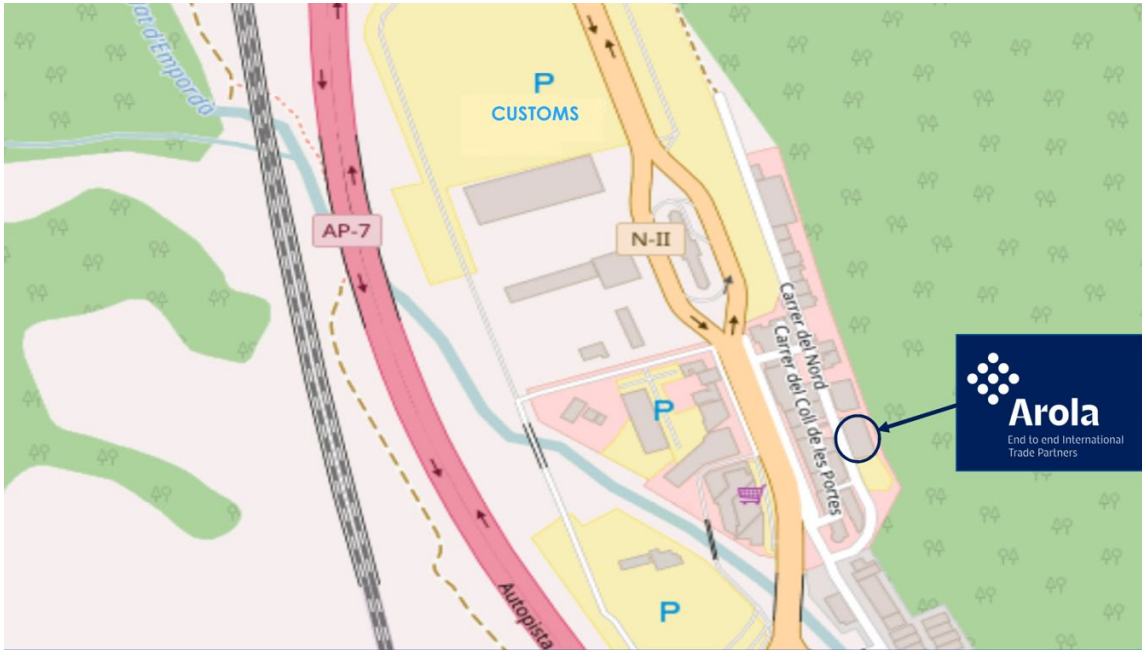 at d'Empordà
P
CUSTOMS
AP-7
N-II
Carrer del Nord
Carrer del Coll de les Portes
P
Arola
End to end International
Trade Partners
Autopista
P